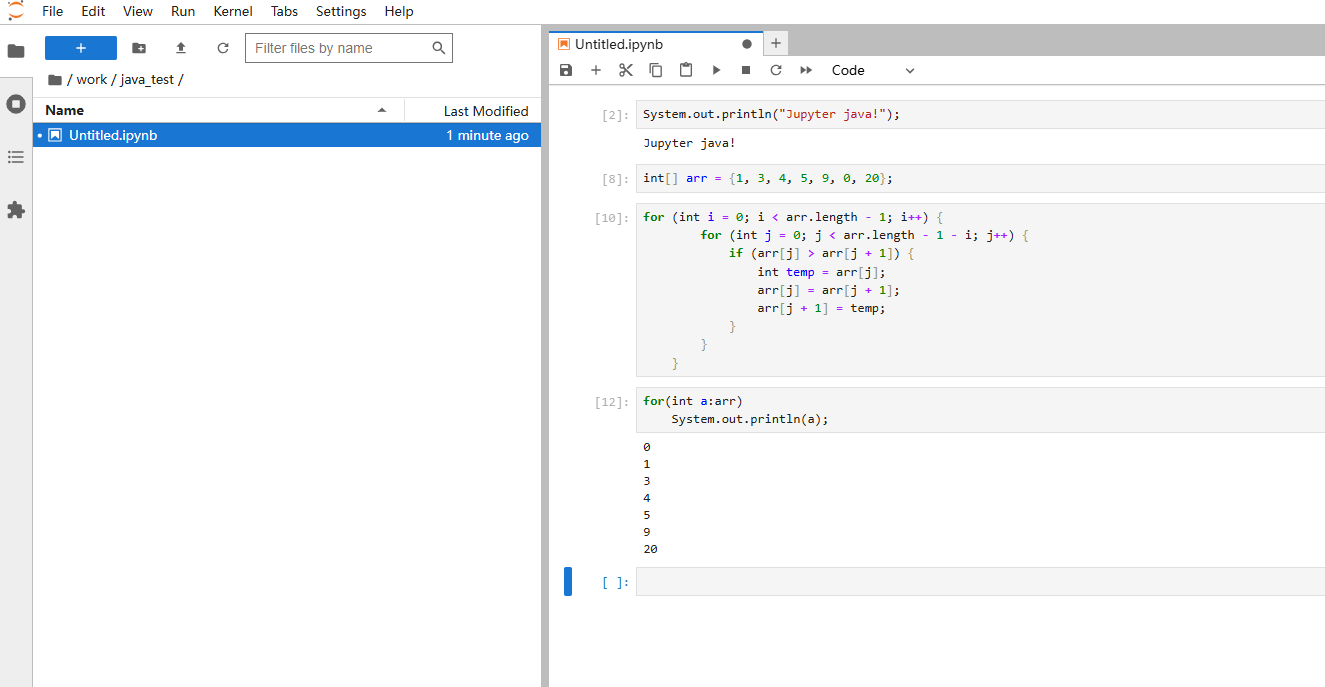 File Edit View Run Kernel Tabs Settings Help
Filter files by name
/ work / java_test /
Name Last Modified
Untitled.ipynb 1 minute ago
Untitled.ipynb
Code
[2]: System.out.println("Jupyter java!");
Jupyter java!
[8]: int[] arr = {1, 3, 4, 5, 9, 0, 20};
[10]: for (int i = 0; i < arr.length - 1; i++) {
        for (int j = 0; j < arr.length - 1 - i; j++) {
            if (arr[j] > arr[j + 1]) {
                int temp = arr[j];
                arr[j] = arr[j + 1];
                arr[j + 1] = temp;
            }
        }
    }
[12]: for(int a:arr)
    System.out.println(a);
0
1
3
4
5
9
20
[ ]: